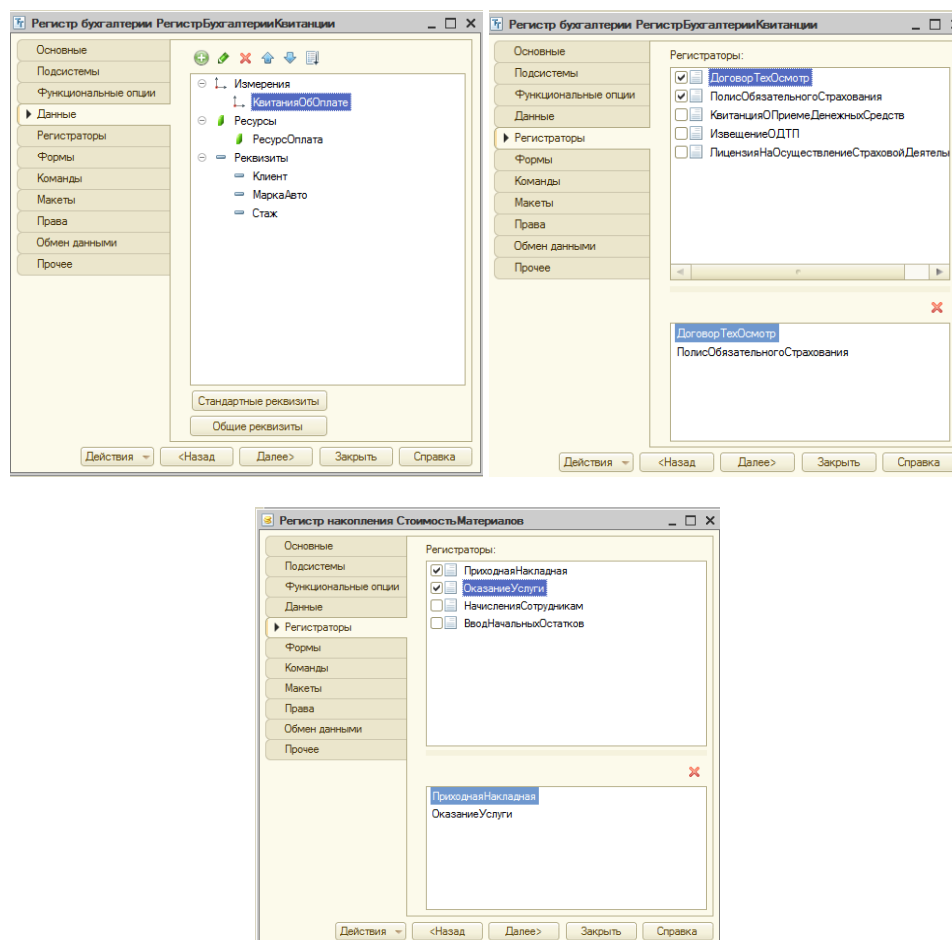 Регистр бухгалтерии РегистрБухгалтерииКвитанции
Основные
Подсистемы
Функциональные опции
Данные
Регистраторы
Формы
Команды
Макеты
Права
Обмен данными
Прочее
Измерения
КвитанияОбОплате
Ресурсы
РесурсОплата
Реквизиты
Клиент
МаркаАвто
Стаж
Стандартные реквизиты
Общие реквизиты
Действия
<Назад
Далее>
Закрыть
Справка
Регистр бухгалтерии РегистрБухгалтерииКвитанции
Основные
Подсистемы
Функциональные опции
Данные
Регистраторы
Формы
Команды
Макеты
Права
Обмен данными
Прочее
Регистраторы:
ДоговорТехОсмотр
ПолисОбязательногоСтрахования
КвитанцияОПриемеДенежныхСредств
ИзвещениеОДТП
ЛицензияНаОсуществлениеСтраховойДеятель
ДоговорТехОсмотр
ПолисОбязательногоСтрахования
Действия
<Назад
Далее>
Закрыть
Справка
Регистр накопления СтоимостьМатериалов
Основные
Подсистемы
Функциональные опции
Данные
Регистраторы
Формы
Команды
Макеты
Права
Обмен данными
Прочее
Регистраторы:
ПриходнаяНакладная
ОказаниеУслуги
НачисленияСотрудникам
ВводНачальныхОстатков
ПриходнаяНакладная
ОказаниеУслуги
Действия
<Назад
Далее>
Закрыть
Справка